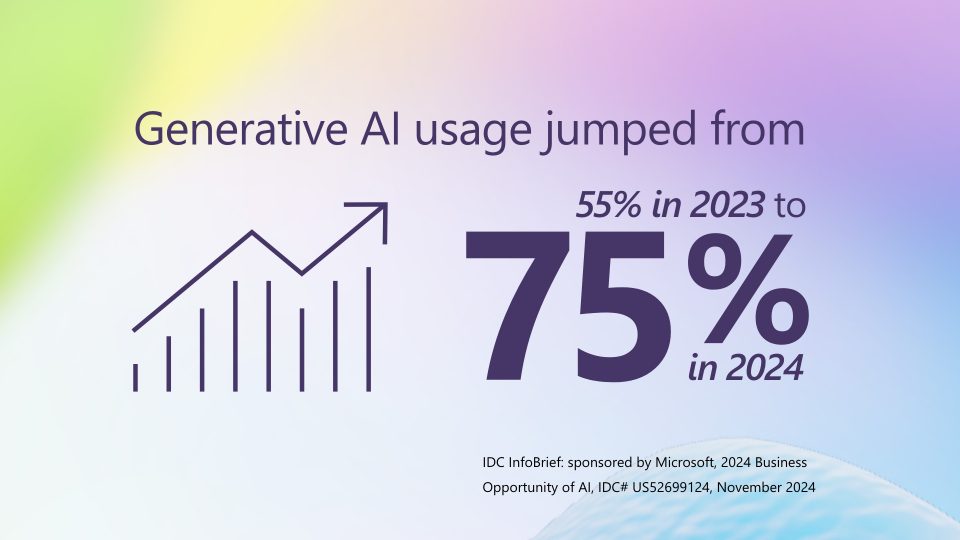 Generative AI usage jumped from
55% in 2023 to
75%
in 2024
IDC InfoBrief: sponsored by Microsoft, 2024 Business
Opportunity of AI, IDC# US52699124, November 2024